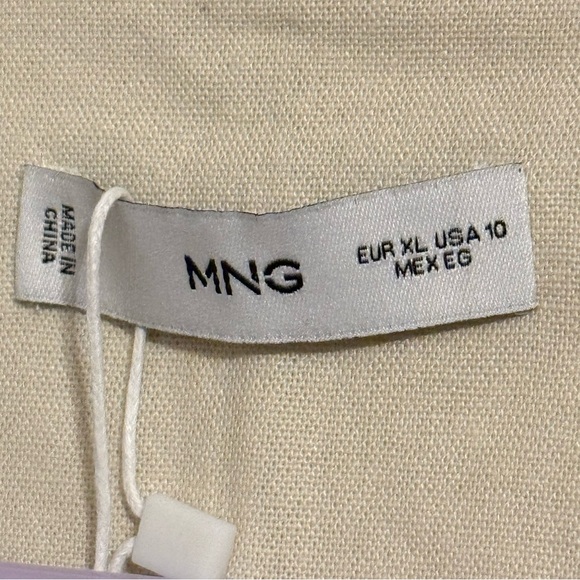 MADE IN
CHINA
MNG
EUR XL USA 10
MEX EG